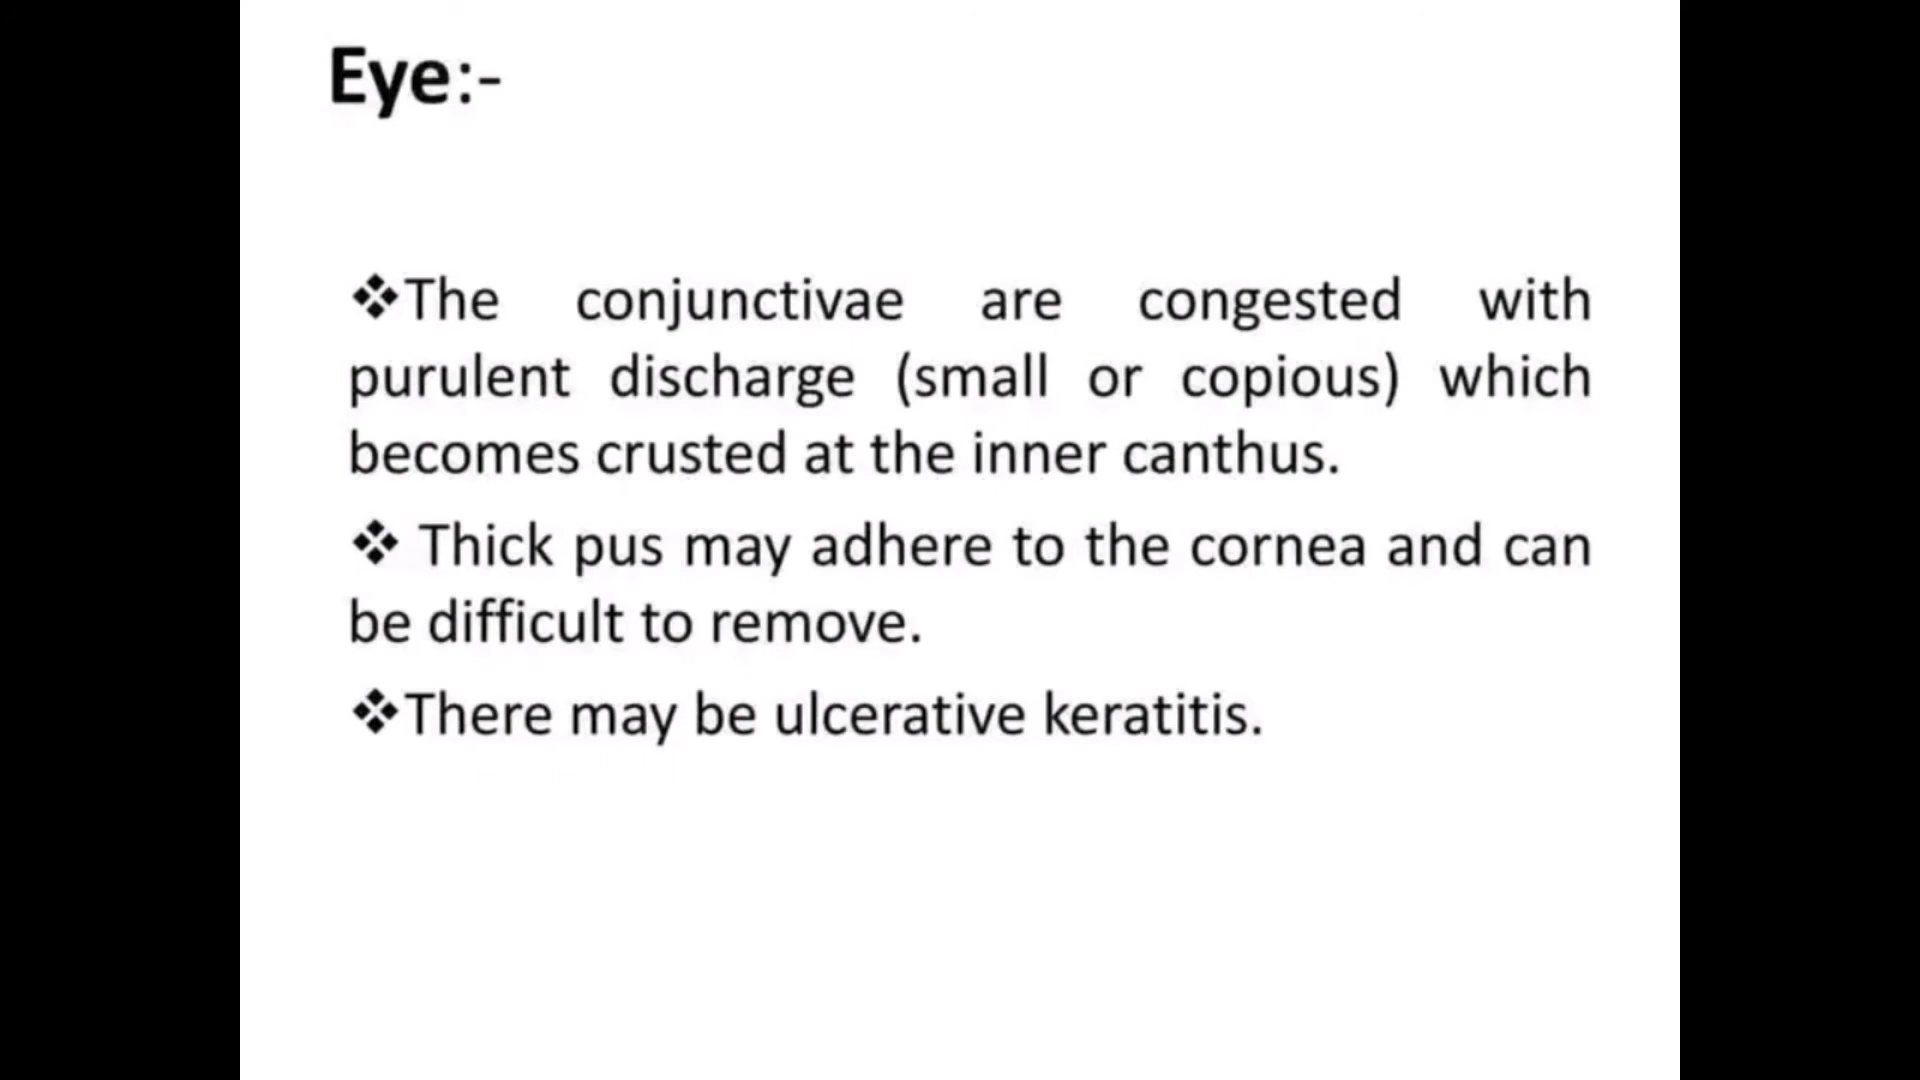 Eye:-
❖The conjunctivae are congested with
purulent discharge (small or copious) which
becomes crusted at the inner canthus.
❖ Thick pus may adhere to the cornea and can
be difficult to remove.
❖There may be ulcerative keratitis.